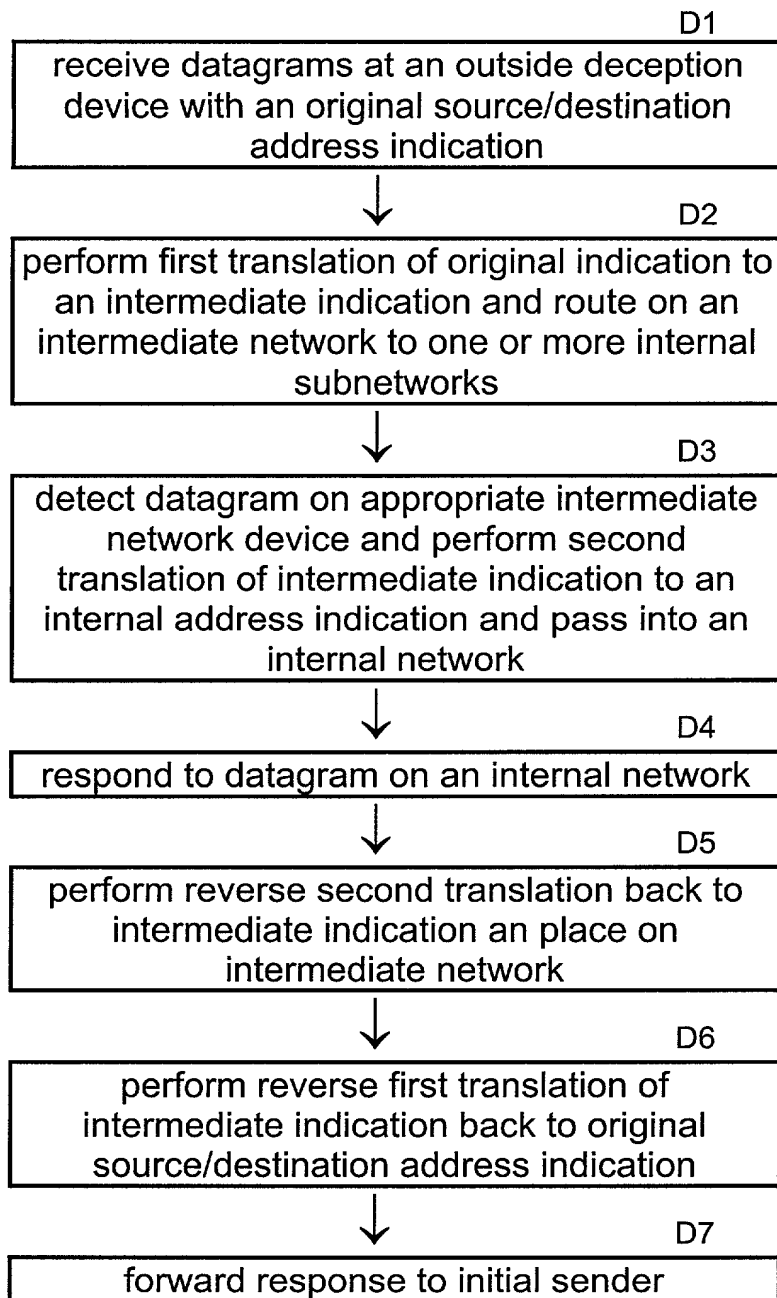 D1
receive datagrams at an outside deception
device with an original source/destination
address indication
D2
perform first translation of original indication to
an intermediate indication and route on an
intermediate network to one or more internal
subnetworks
D3
detect datagram on appropriate intermediate
network device and perform second
translation of intermediate indication to an
internal address indication and pass into an
internal network
D4
respond to datagram on an internal network
D5
perform reverse second translation back to
intermediate indication an place on
intermediate network
D6
perform reverse first translation of
intermediate indication back to original
source/destination address indication
D7
forward response to initial sender